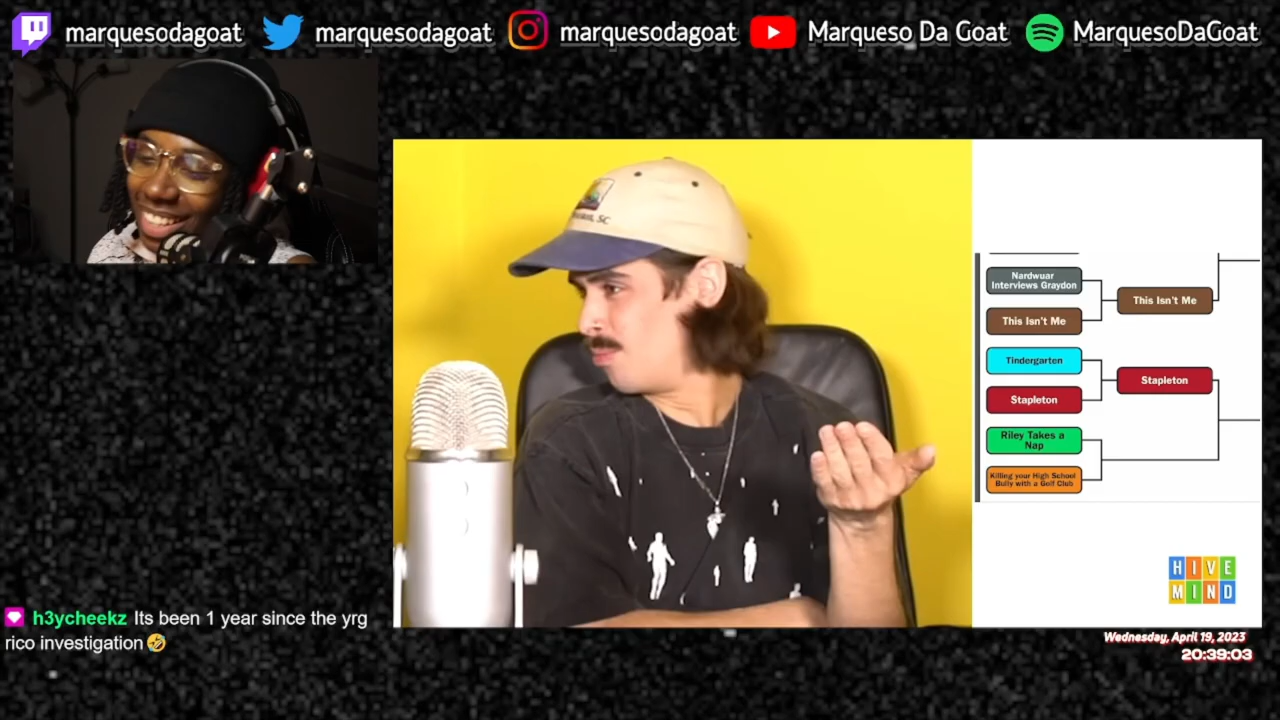 marquesodagoat marquesodagoat marquesodagoat Marqueso Da Goat MarquesoDaGoat
SC
Nardwuar
Interviews Graydon
This Isn't Me
This Isn't Me
Tindergarten
Stapleton
Stapleton
Riley Takes a
Nap
Killing your High School
Bully with a Golf Club
HIVE
MIND
h3ycheekz Its been 1 year since the yrg
rico investigation🤣
Wednesday, April 19, 2023
20:39:03